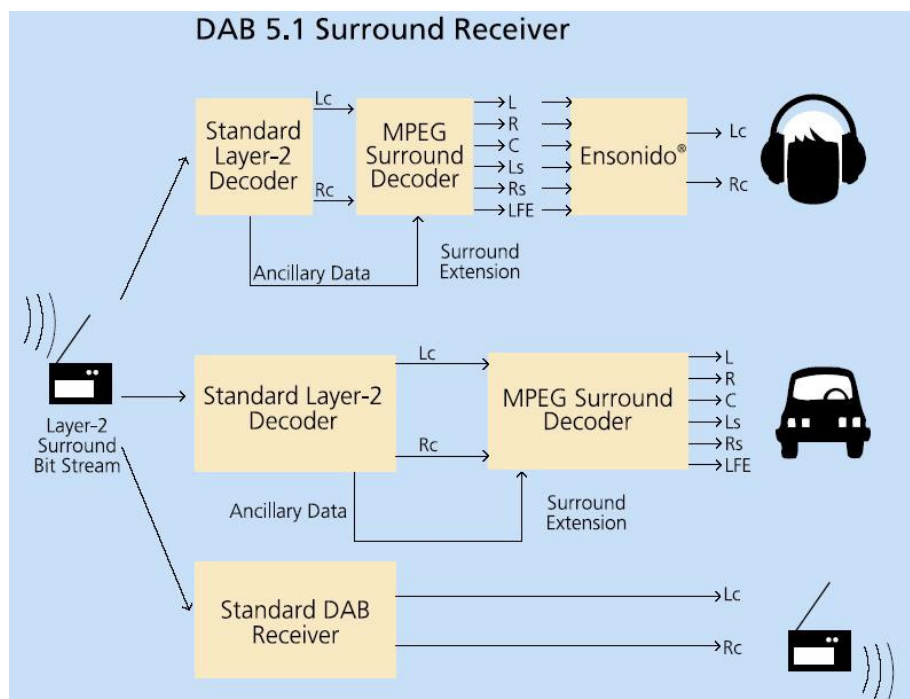 DAB 5.1 Surround Receiver
Standard
Layer-2
Decoder
Lc
Rc
MPEG
Surround
Decoder
L
R
C
Ls
Rs
LFE
Ensonido®
Lc
Rc
Ancillary Data
Surround
Extension
Layer-2
Surround
Bit Stream
Standard Layer-2
Decoder
Lc
Rc
MPEG Surround
Decoder
L
R
C
Ls
Rs
LFE
Ancillary Data
Surround
Extension
Standard DAB
Receiver
Lc
Rc